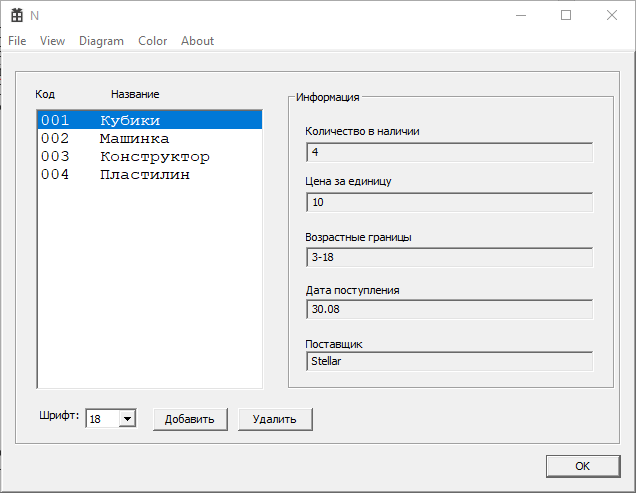 N
File View Diagram Color About
Код Название
001 Кубики
002 Машинка
003 Конструктор
004 Пластилин
Информация
Количество в наличии
4
Цена за единицу
10
Возрастные границы
3-18
Дата поступления
30.08
Поставщик
Stellar
Шрифт: 18 Добавить Удалить
OK